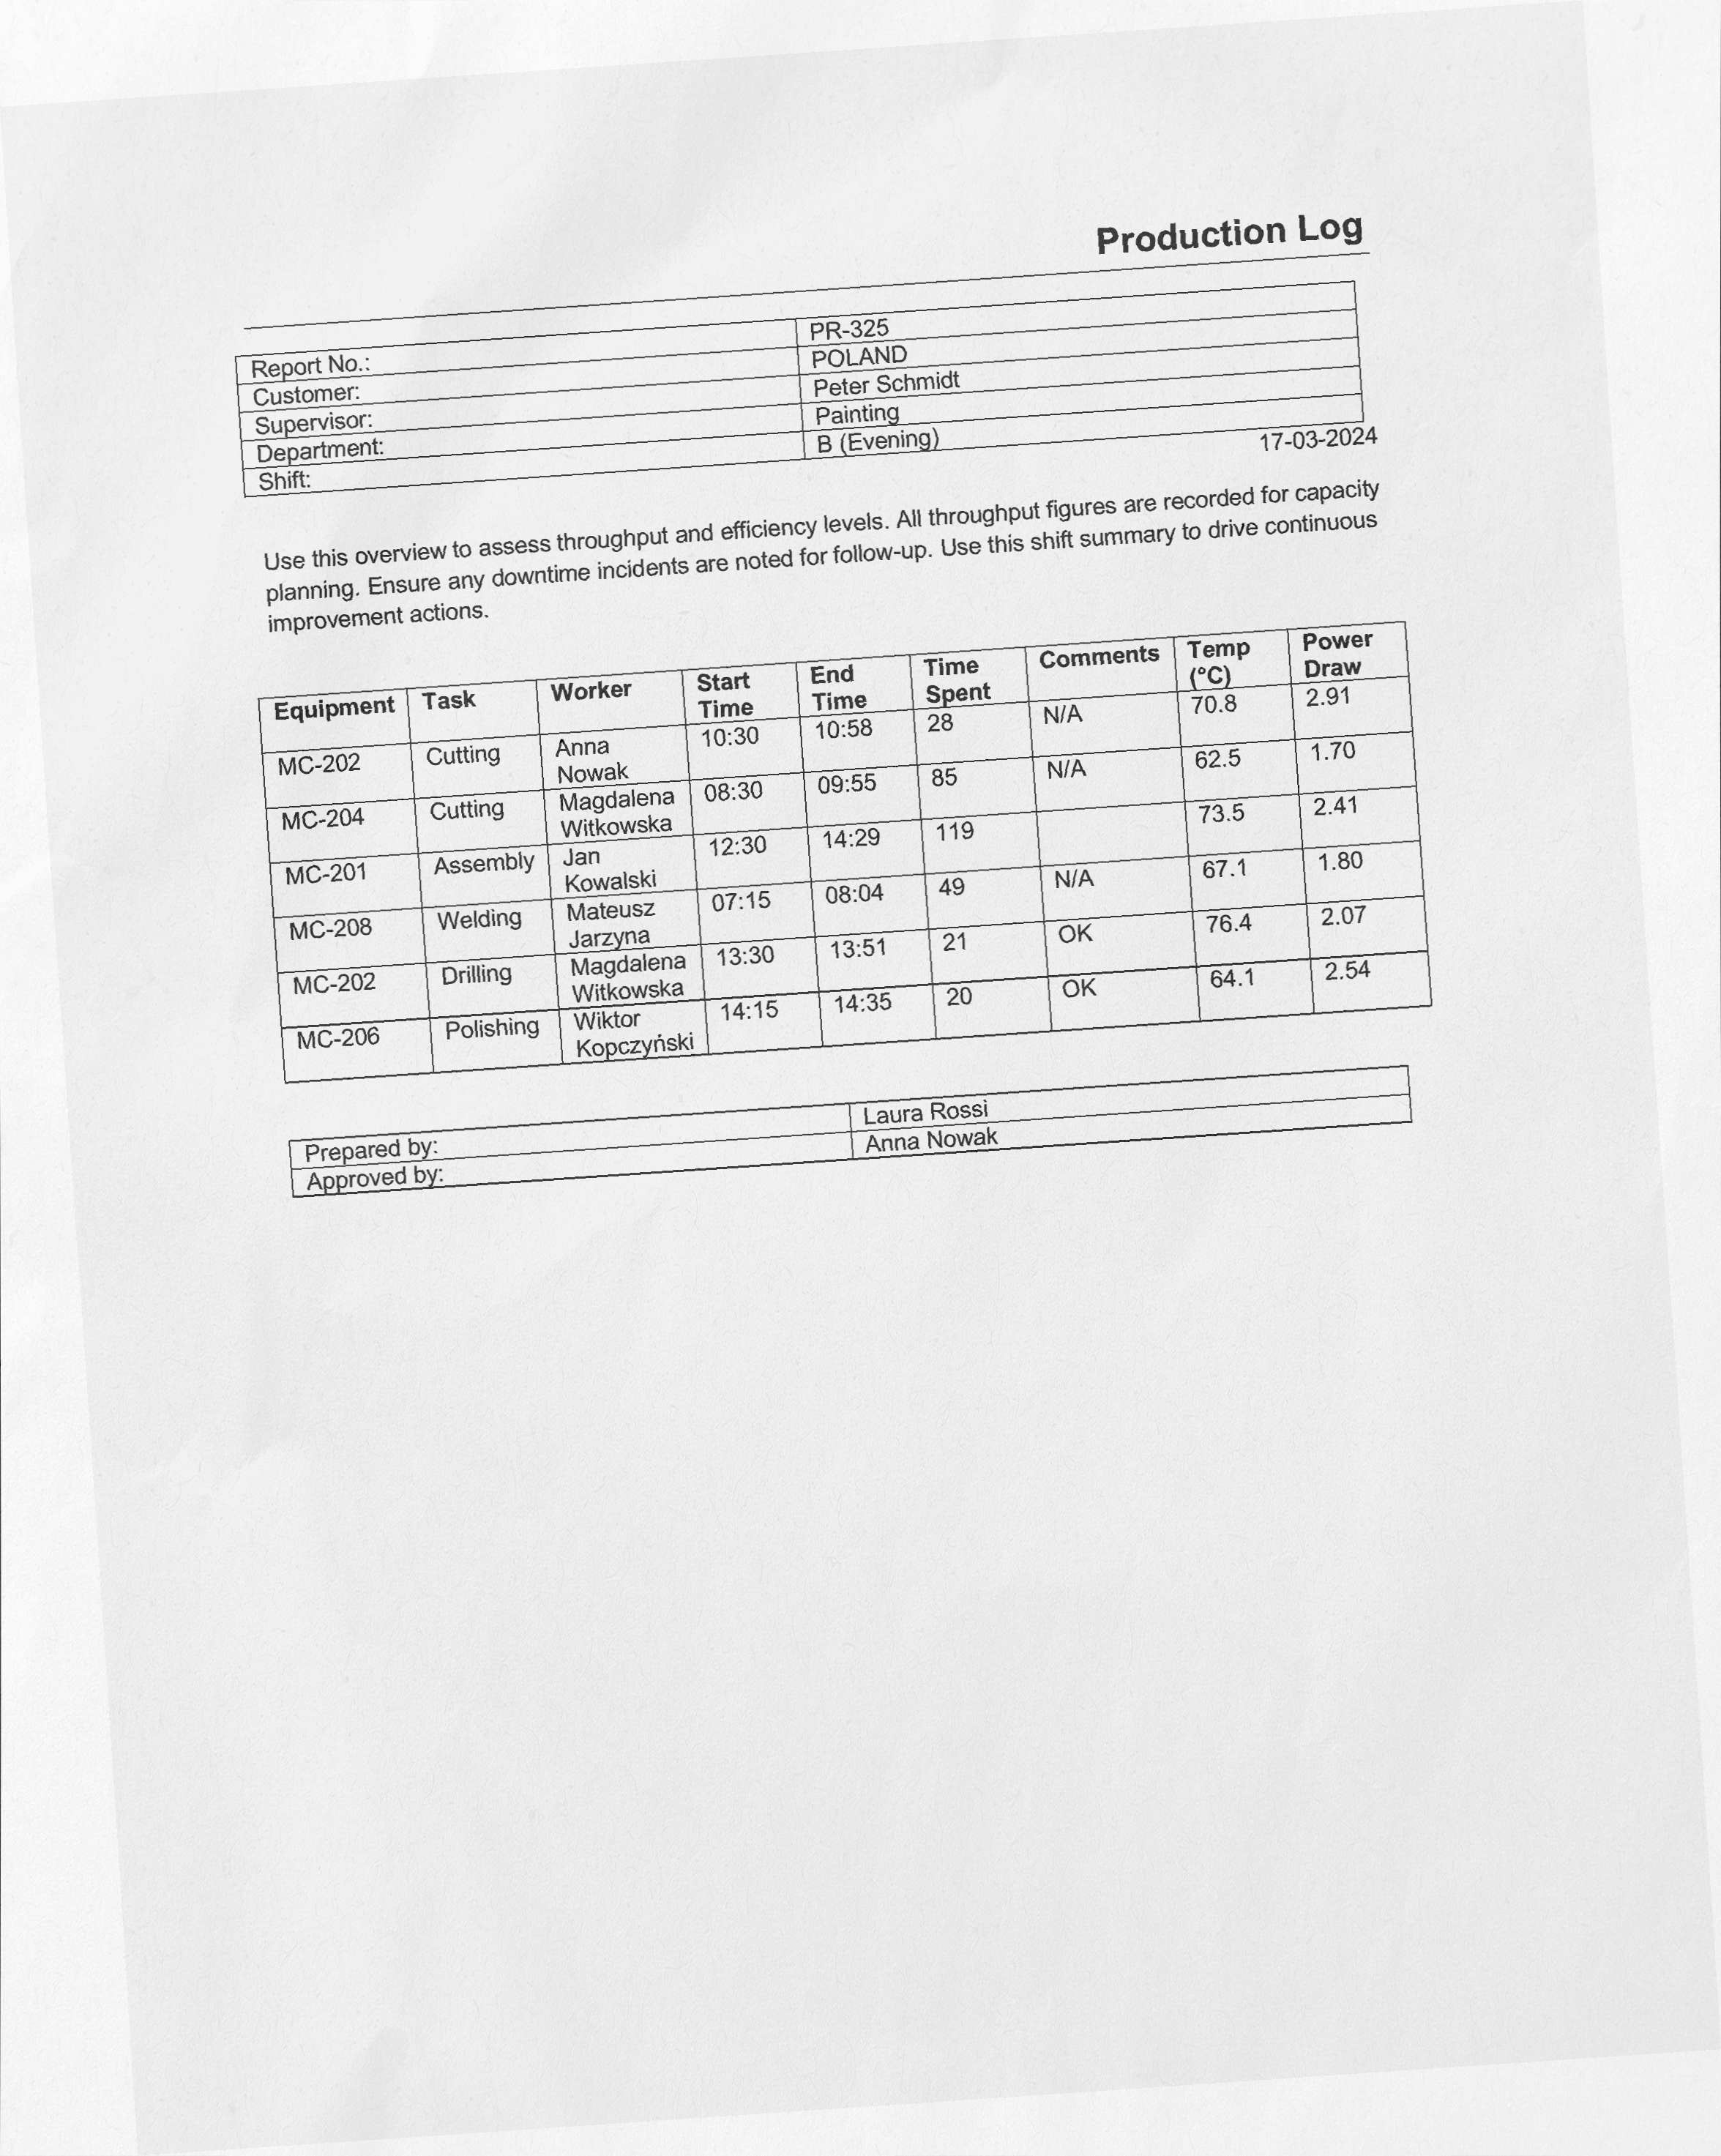 Production Log
Report No.: PR-325
Customer: POLAND
Supervisor: Peter Schmidt
Department: Painting
Shift: B (Evening)
17-03-2024
Use this overview to assess throughput and efficiency levels. All throughput figures are recorded for capacity
planning. Ensure any downtime incidents are noted for follow-up. Use this shift summary to drive continuous
improvement actions.
Equipment Task Worker Start Time End Time Time Spent Comments Temp (°C) Power Draw
MC-202 Cutting Anna Nowak 10:30 10:58 28 N/A 70.8 2.91
MC-204 Cutting Magdalena Witkowska 08:30 09:55 85 N/A 62.5 1.70
MC-201 Assembly Jan Kowalski 12:30 14:29 119 73.5 2.41
MC-208 Welding Mateusz Jarzyna 07:15 08:04 49 N/A 67.1 1.80
MC-202 Drilling Magdalena Witkowska 13:30 13:51 21 OK 76.4 2.07
MC-206 Polishing Wiktor Kopczyński 14:15 14:35 20 OK 64.1 2.54
Prepared by: Laura Rossi
Approved by: Anna Nowak